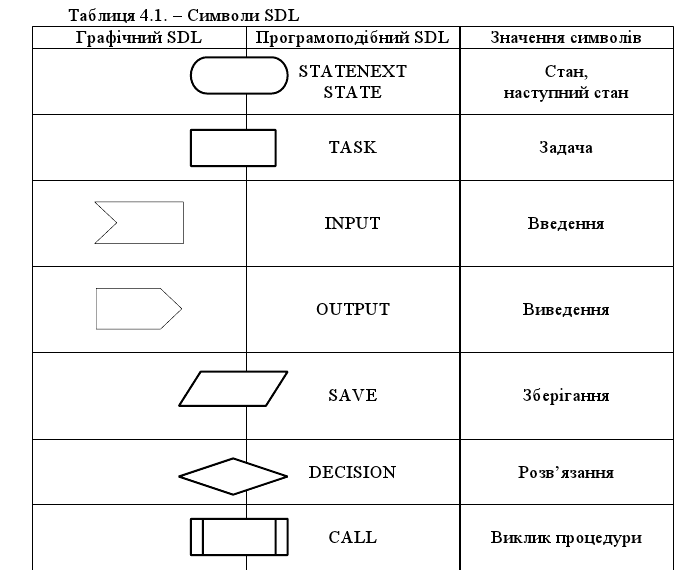 Таблиця 4.1. – Символи SDL
Графічний SDL Програмоподібний SDL Значення символів
STATENEXT Стан,
STATE наступний стан
TASK Задача
INPUT Введення
OUTPUT Виведення
SAVE Зберігання
DECISION Розв’язання
CALL Виклик процедури